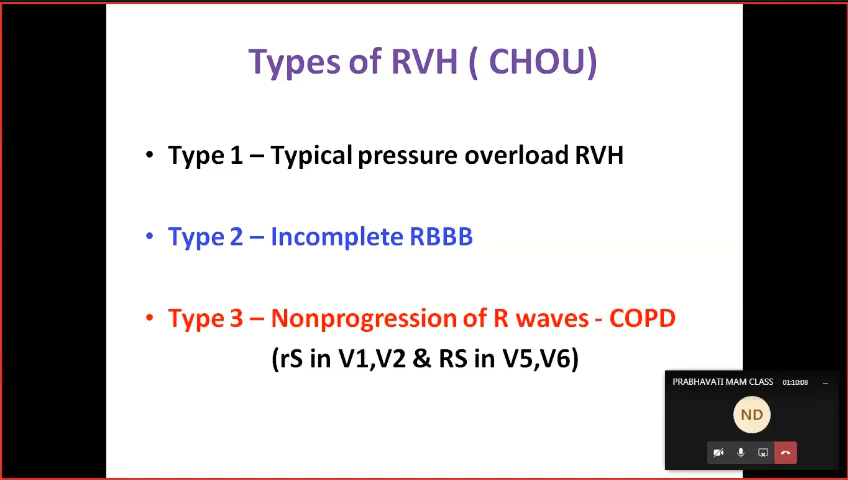 Types of RVH ( CHOU)
• Type 1 – Typical pressure overload RVH
• Type 2 – Incomplete RBBB
• Type 3 – Nonprogression of R waves - COPD
(rS in V1,V2 & RS in V5,V6)
PRABHAVATI MAM CLASS 01:10:08
ND